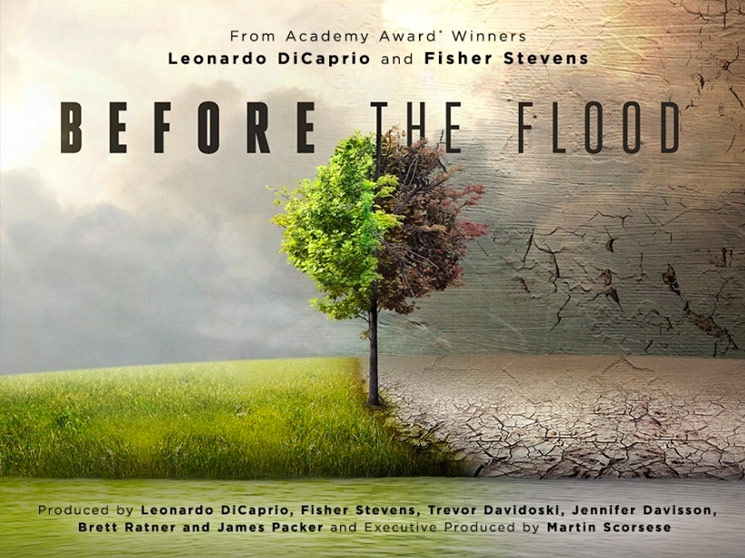 From Academy Award® Winners
Leonardo DiCaprio and Fisher Stevens
BEFORE THE FLOOD
Produced by Leonardo DiCaprio, Fisher Stevens, Trevor Davidoski, Jennifer Davisson,
Brett Ratner and James Packer and Executive Produced by Martin Scorsese